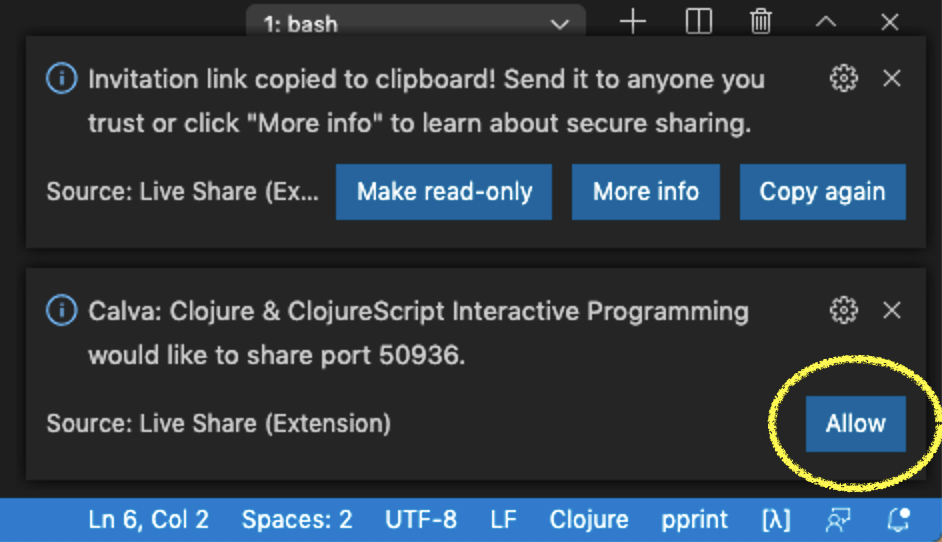 1: bash
Invitation link copied to clipboard! Send it to anyone you
trust or click "More info" to learn about secure sharing.
Source: Live Share (Ex... Make read-only More info Copy again
Calva: Clojure & ClojureScript Interactive Programming
would like to share port 50936.
Source: Live Share (Extension) Allow
Ln 6, Col 2 Spaces: 2 UTF-8 LF Clojure pprint [λ]